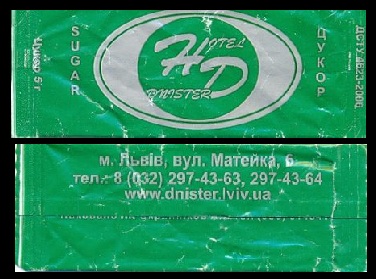 Цукор 5 г
SUGAR
HOTEL
DNISTER
ЦУКОР
ДСТУ 4623-2006
м. Львів, вул. Матейка, 6
тел.: 8 (032) 297-43-63, 297-43-64
www.dnister.lviv.ua